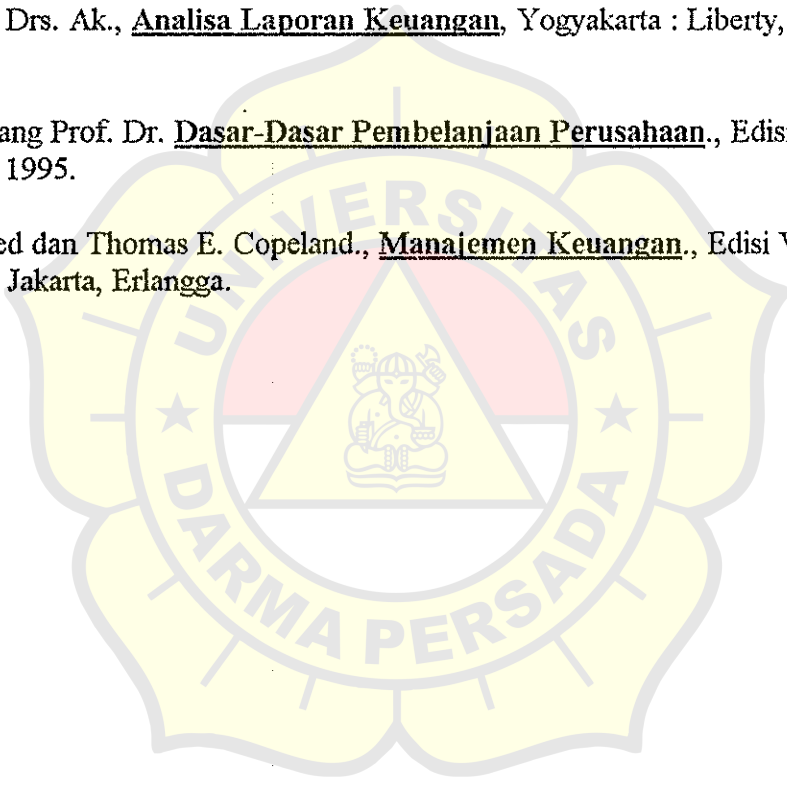 Drs. Ak., Analisa Laporan Keuangan, Yogyakarta : Liberty,
ang Prof. Dr. Dasar-Dasar Pembelanjaan Perusahaan., Edisi
1995.
ed dan Thomas E. Copeland., Manajemen Keuangan., Edisi V
Jakarta, Erlangga.
UNIVERSITAS
DARMA PERSADA